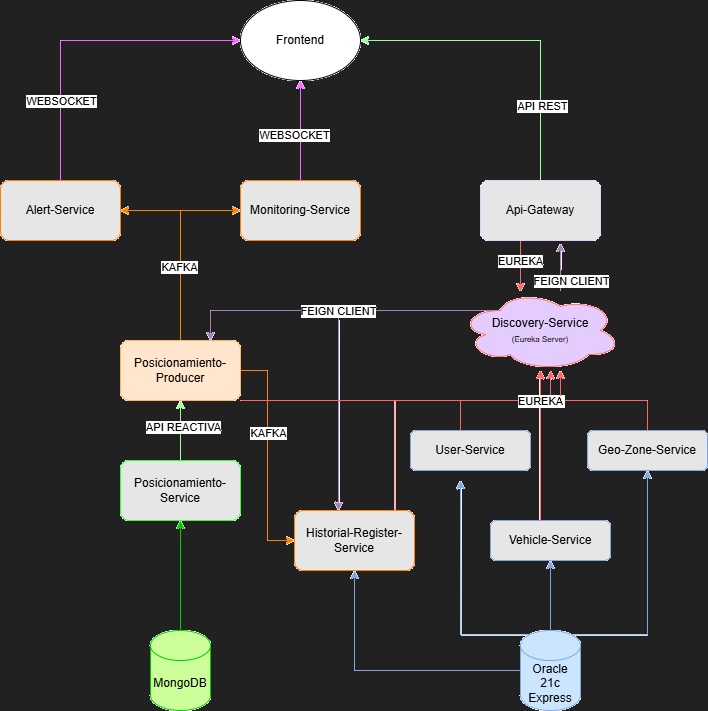 Frontend
WEBSOCKET
API REST
WEBSOCKET
Alert-Service
Monitoring-Service
Api-Gateway
KAFKA
EUREKA
FEIGN CLIENT
FEIGN CLIENT
Discovery-Service
(Eureka Server)
Posicionamiento-
Producer
EUREKA
API REACTIVA
KAFKA
User-Service
Geo-Zone-Service
Posicionamiento-
Service
Historial-Register-
Service
Vehicle-Service
MongoDB
Oracle
21c
Express